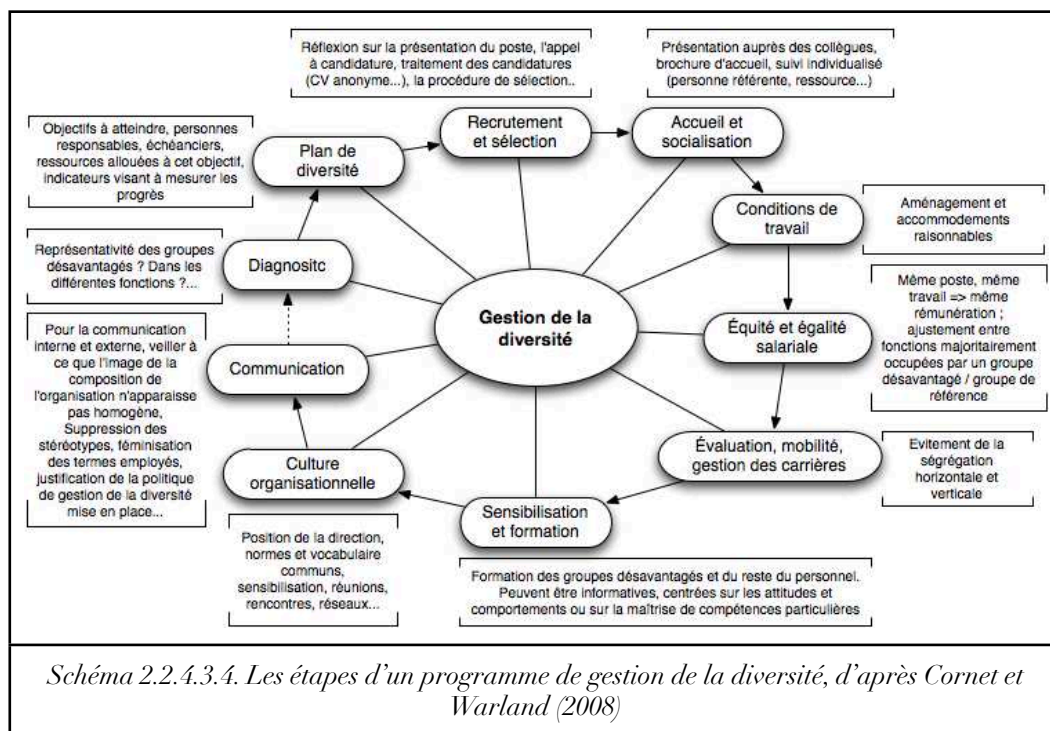 Réflexion sur la présentation du poste, l'appel
à candidature, traitement des candidatures
(CV anonyme...), la procédure de sélection..
Présentation auprès des collègues,
brochure d'accueil, suivi individualisé
(personne référente, ressource...)
Recrutement
et sélection
Accueil et
socialisation
Objectifs à atteindre, personnes
responsables, échéanciers,
ressources allouées à cet objectif,
indicateurs visant à mesurer les
progrès
Plan de
diversité
Conditions de
travail
Aménagement et
accommodements
raisonnables
Représentativité des groupes
désavantagés ? Dans les
différentes fonctions ?...
Diagnositc
Gestion de la
diversité
Équité et égalité
salariale
Même poste, même
travail => même
rémunération ;
ajustement entre
fonctions majoritairement
occupées par un groupe
désavantagé / groupe de
référence
Pour la communication
interne et externe, veiller à
ce que l'image de la
composition de
l'organisation n'apparaisse
pas homogène,
Suppression des
stéréotypes, féminisation
des termes employés,
justification de la politique
de gestion de la diversité
mise en place...
Communication
Culture
organisationnelle
Évaluation, mobilité,
gestion des carrières
Evitement de la
ségrégation
horizontale et
verticale
Sensibilisation
et formation
Position de la direction,
normes et vocabulaire
communs,
sensibilisation, réunions,
rencontres, réseaux...
Formation des groupes désavantagés et du reste du personnel.
Peuvent être informatives, centrées sur les attitudes et
comportements ou sur la maîtrise de compétences particulières
Schéma 2.2.4.3.4. Les étapes d'un programme de gestion de la diversité, d'après Cornet et
Warland (2008)